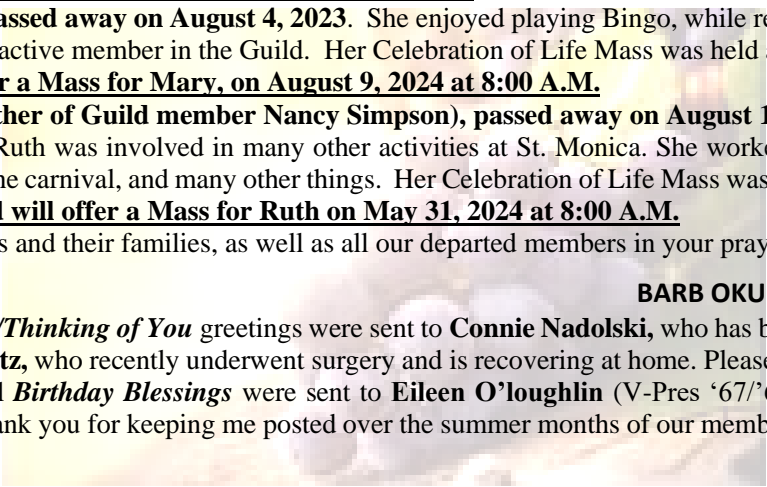 assed away on August 4, 2023. She enjoyed playing Bingo, while re
active member in the Guild. Her Celebration of Life Mass was held
r a Mass for Mary, on August 9, 2024 at 8:00 A.M.
ther of Guild member Nancy Simpson), passed away on August 1
Ruth was involved in many other activities at St. Monica. She worke
ne carnival, and many other things. Her Celebration of Life Mass was
l will offer a Mass for Ruth on May 31, 2024 at 8:00 A.M.
s and their families, as well as all our departed members in your pray
BARB OKU
/Thinking of You greetings were sent to Connie Nadolski, who has b
tz, who recently underwent surgery and is recovering at home. Please
l Birthday Blessings were sent to Eileen O’loughlin (V-Pres ‘67/’6
ank you for keeping me posted over the summer months of our memb